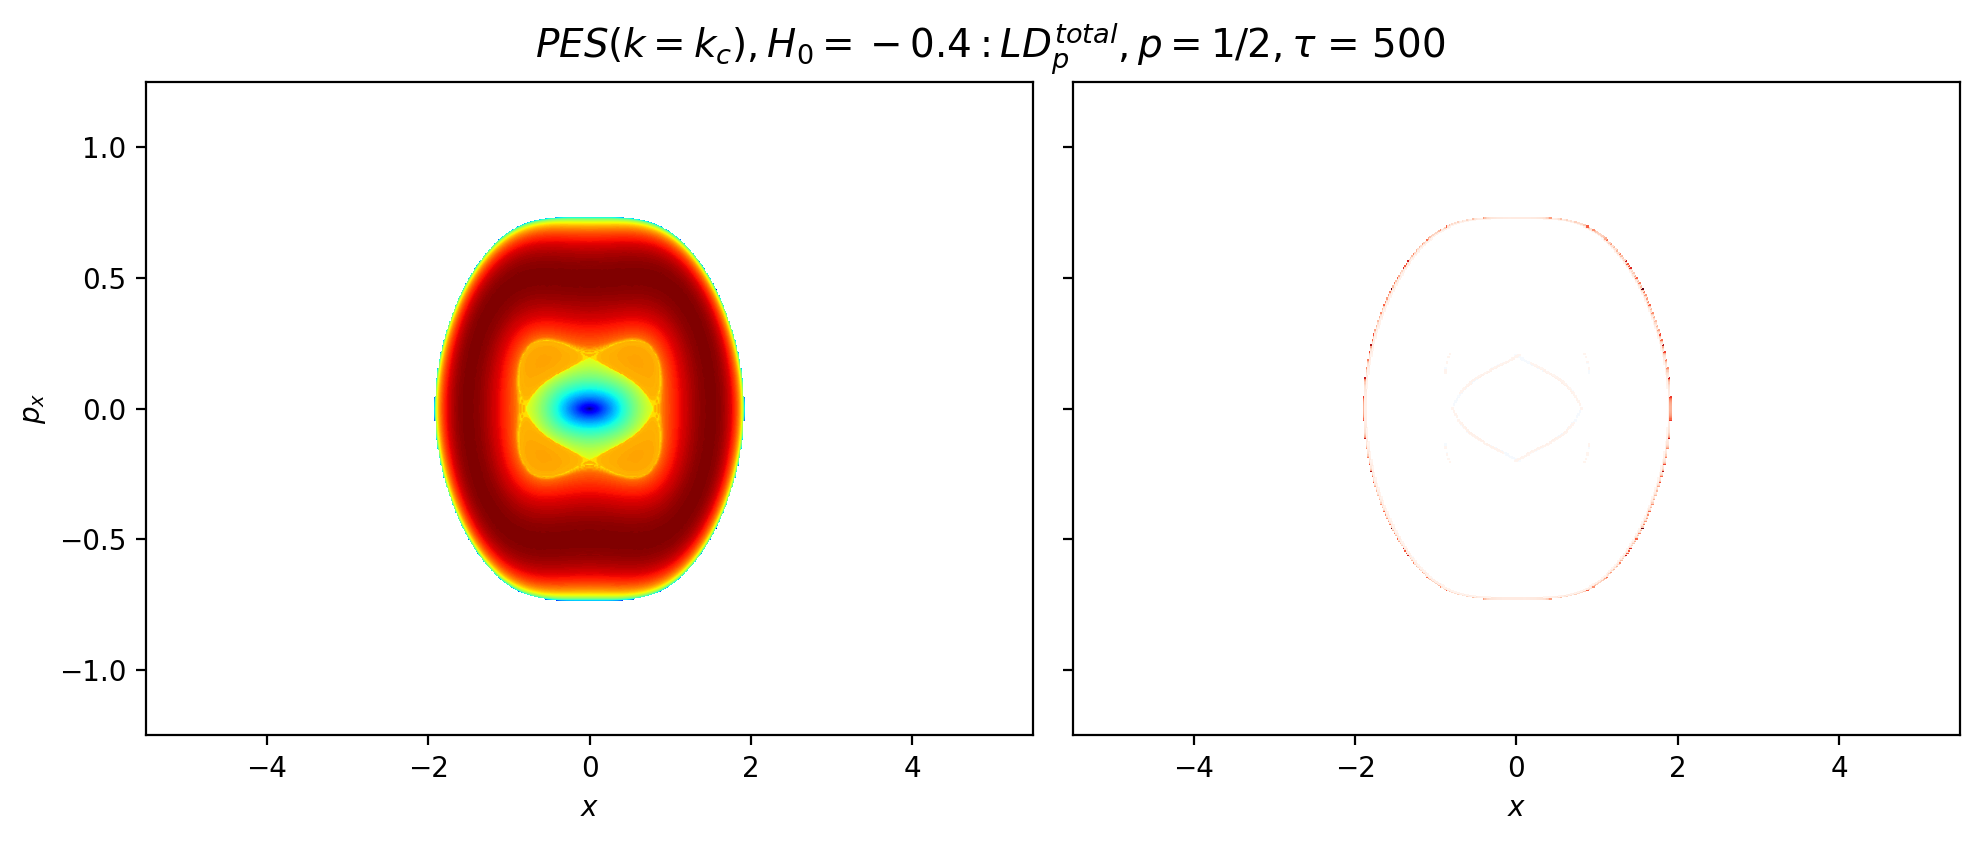 PES(k = k_c), H_0 = −0.4 : LD_p^{total}, p = 1/2, τ = 500
1.0
0.5
0.0
−0.5
−1.0
p_x
−4 −2 0 2 4
x
−4 −2 0 2 4
x